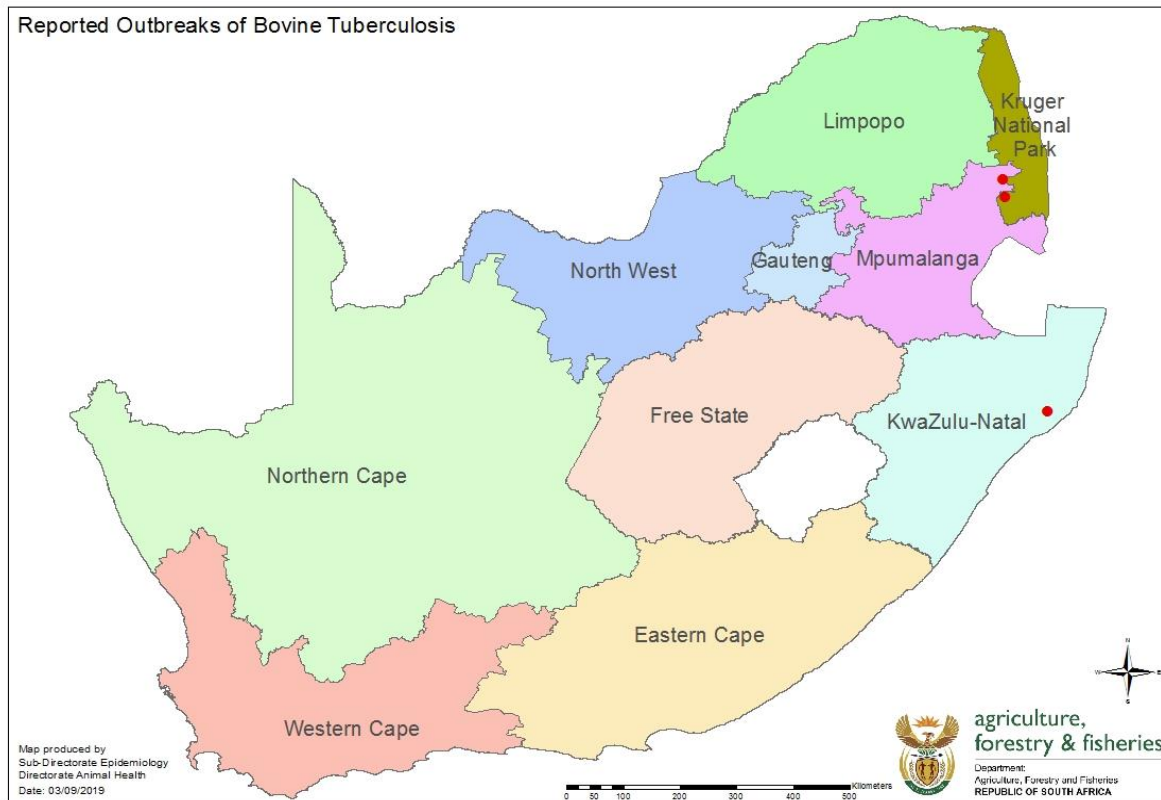 Reported Outbreaks of Bovine Tuberculosis
Kruger
National
Park
Limpopo
North West
Gauteng
Mpumalanga
Free State
KwaZulu-Natal
Northern Cape
Eastern Cape
Western Cape
N
W
E
S
Map produced by
Sub-Directorate Epidemiology
Directorate Animal Health
Date: 03/09/2019
Kilometers
0 50 100 200 300 400 500
agriculture,
forestry & fisheries
Department:
Agriculture, Forestry and Fisheries
REPUBLIC OF SOUTH AFRICA